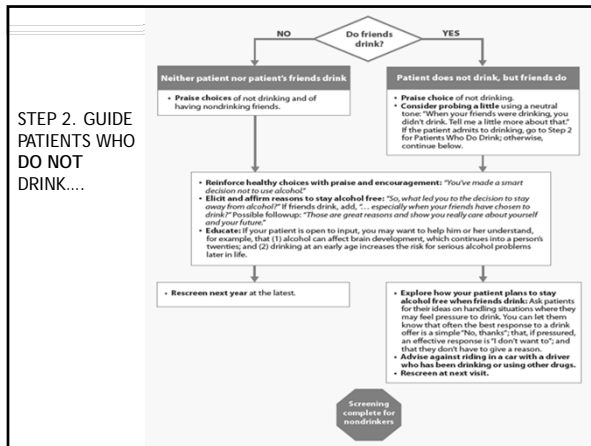 STEP 2. GUIDE
PATIENTS WHO
DO NOT
DRINK....
Do friends
drink?
NO
YES
Neither patient nor patient's friends drink
• Praise choices of not drinking and of
having nondrinking friends.
Patient does not drink, but friends do
• Praise choice of not drinking.
• Consider probing a little using a neutral
tone: "When your friends were drinking, you
didn't drink. Tell me a little more about that."
If the patient admits to drinking, go to Step 2
for Patients Who Do Drink; otherwise,
continue below.
• Reinforce healthy choices with praise and encouragement: "You've made a smart
decision not to use alcohol."
• Elicit and affirm reasons to stay alcohol free: "So, what led you to the decision to stay
away from alcohol?" If friends drink, add, "… especially when your friends have chosen to
drink?" Possible followup: "Those are great reasons and show you really care about yourself
and your future."
• Educate: If your patient is open to input, you may want to help him or her understand,
for example, that (1) alcohol can affect brain development, which continues into a person's
twenties; and (2) drinking at an early age increases the risk for serious alcohol problems
later in life.
• Rescreen next year at the latest.
• Explore how your patient plans to stay
alcohol free when friends drink: Ask patients
for their ideas on handling situations where they
may feel pressure to drink. You can let them
know that often the best response to a drink
offer is a simple "No, thanks"; that, if pressured,
an effective response is "I don't want to"; and
that they don't have to give a reason.
• Advise against riding in a car with a driver
who has been drinking or using other drugs.
• Rescreen at next visit.
Screening
complete for
nondrinkers